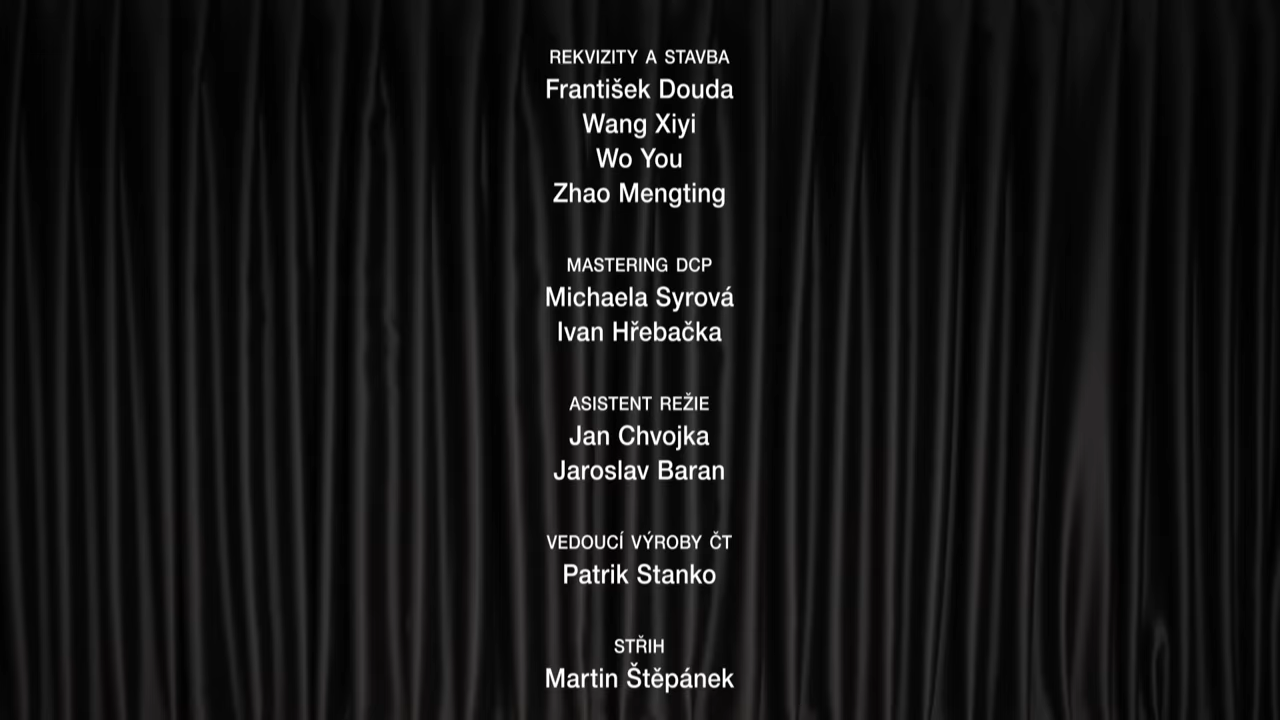 REKVIZITY A STAVBA
František Douda
Wang Xiyi
Wo You
Zhao Mengting
MASTERING DCP
Michaela Syrová
Ivan Hřebačka
ASISTENT REŽIE
Jan Chvojka
Jaroslav Baran
VEDOUCÍ VÝROBY ČT
Patrik Stanko
STŘIH
Martin Štěpánek